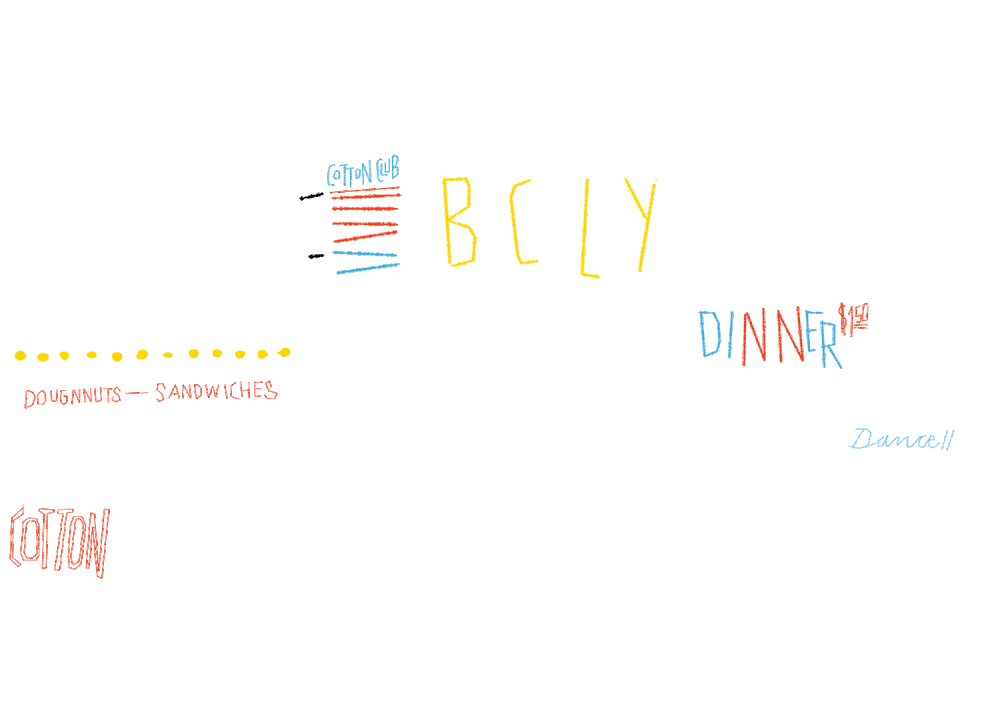 COTTON CLUB
B C L Y
DINNER $1.50
DOUGNNUTS — SANDWICHES
Dance!!
COTTON